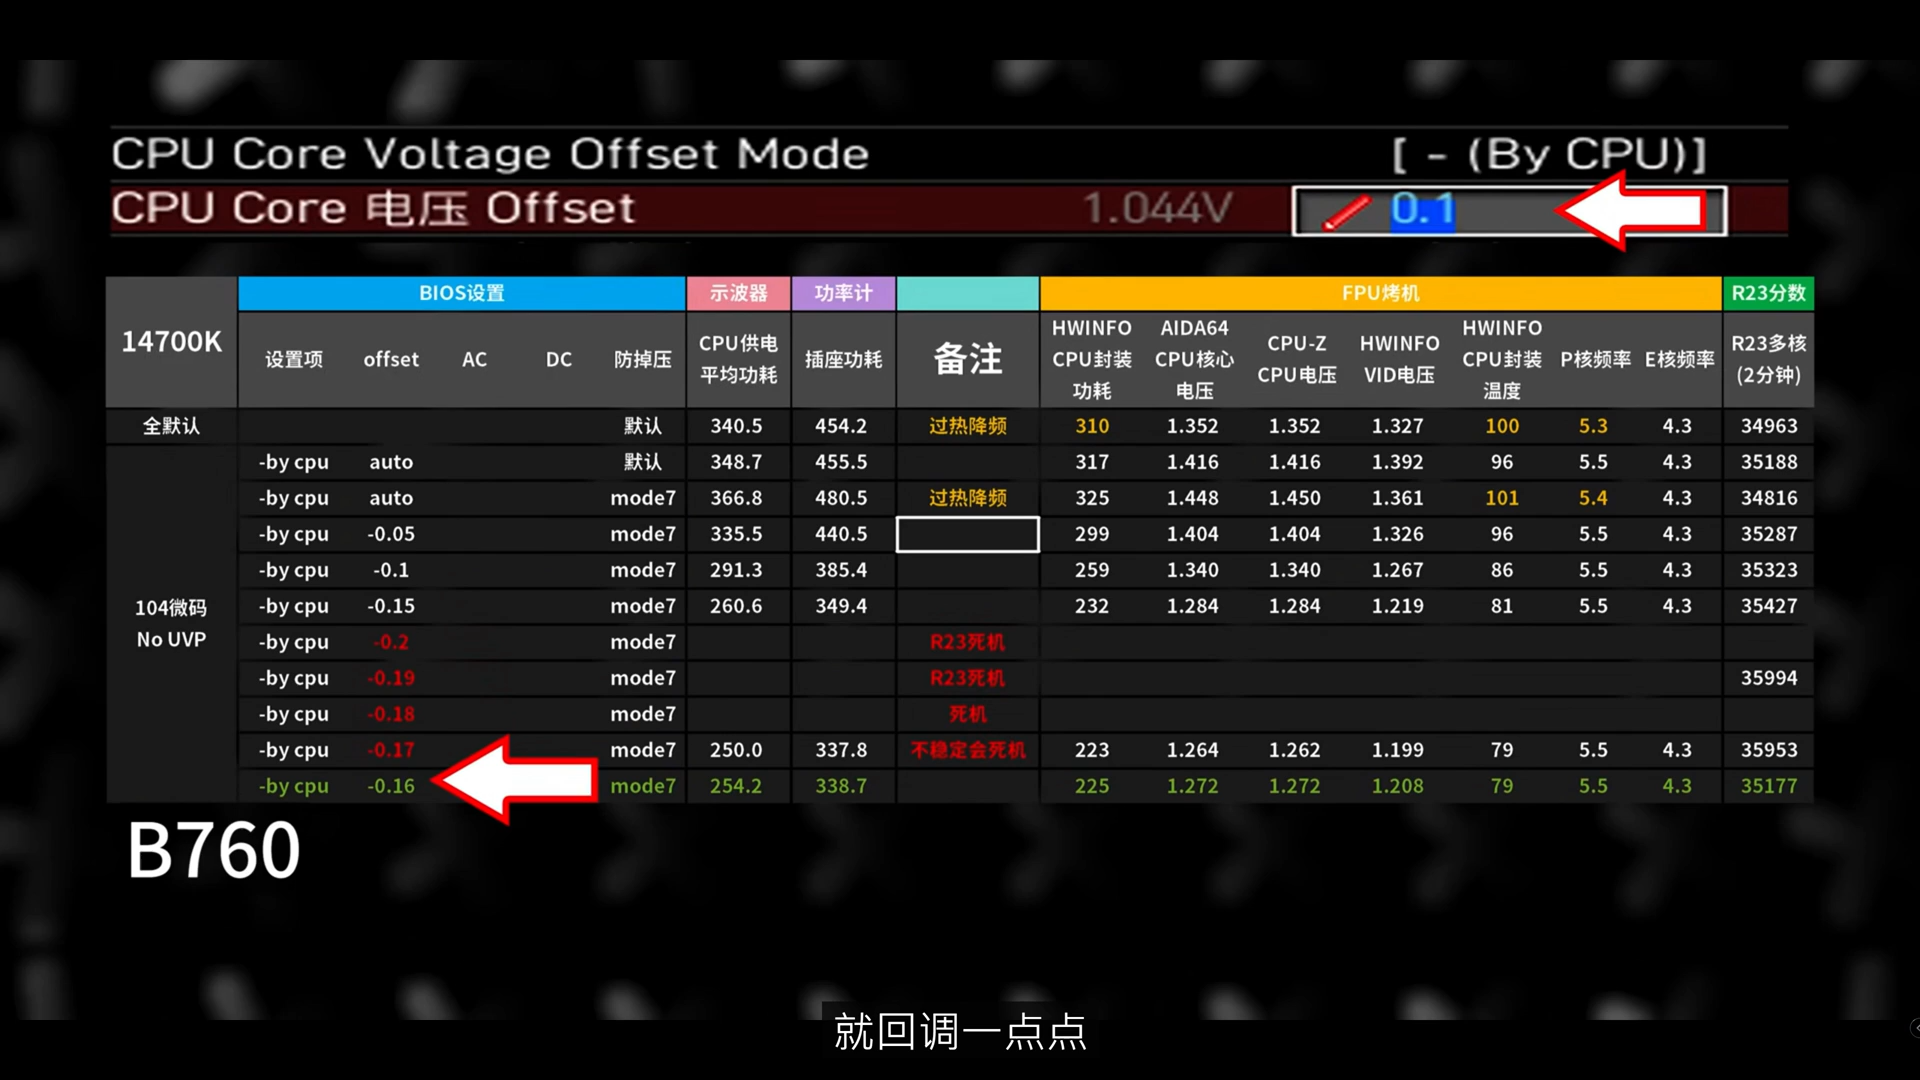 CPU Core Voltage Offset Mode [ - (By CPU)]
CPU Core 电压 Offset 1.044V 0.1
14700K BIOS设置 示波器 功率计 FPU烤机 R23分数
设置项 offset AC DC 防掉压 CPU供电平均功耗 插座功耗 备注 HWINFO CPU封装功耗 AIDA64 CPU核心电压 CPU-Z CPU电压 HWINFO VID电压 HWINFO CPU封装温度 P核频率 E核频率 R23多核(2分钟)
全默认 默认 340.5 454.2 过热降频 310 1.352 1.352 1.327 100 5.3 4.3 34963
-by cpu auto 默认 348.7 455.5 317 1.416 1.416 1.392 96 5.5 4.3 35188
-by cpu auto mode7 366.8 480.5 过热降频 325 1.448 1.450 1.361 101 5.4 4.3 34816
-by cpu -0.05 mode7 335.5 440.5 299 1.404 1.404 1.326 96 5.5 4.3 35287
-by cpu -0.1 mode7 291.3 385.4 259 1.340 1.340 1.267 86 5.5 4.3 35323
104微码
No UVP
-by cpu -0.15 mode7 260.6 349.4 232 1.284 1.284 1.219 81 5.5 4.3 35427
-by cpu -0.2 mode7 R23死机
-by cpu -0.19 mode7 R23死机 35994
-by cpu -0.18 mode7 死机
-by cpu -0.17 mode7 250.0 337.8 不稳定会死机 223 1.264 1.262 1.199 79 5.5 4.3 35953
-by cpu -0.16 mode7 254.2 338.7 225 1.272 1.272 1.208 79 5.5 4.3 35177
B760
就回调一点点